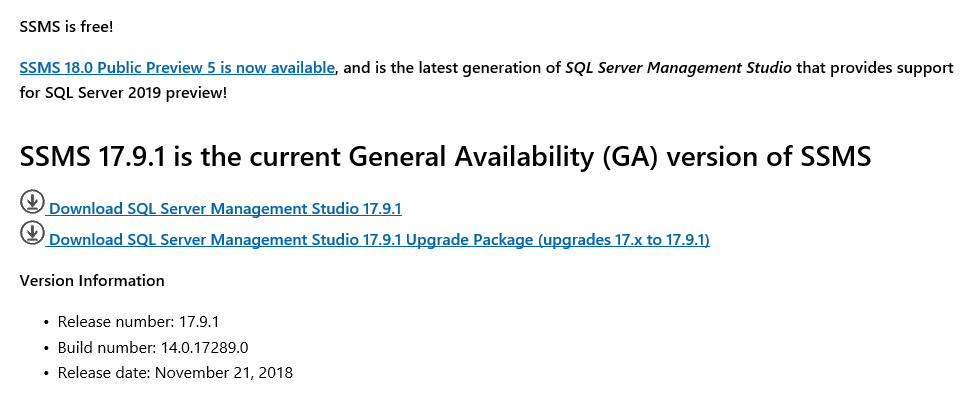 SSMS is free!
SSMS 18.0 Public Preview 5 is now available, and is the latest generation of SQL Server Management Studio that provides support
for SQL Server 2019 preview!
SSMS 17.9.1 is the current General Availability (GA) version of SSMS
Download SQL Server Management Studio 17.9.1
Download SQL Server Management Studio 17.9.1 Upgrade Package (upgrades 17.x to 17.9.1)
Version Information
• Release number: 17.9.1
• Build number: 14.0.17289.0
• Release date: November 21, 2018